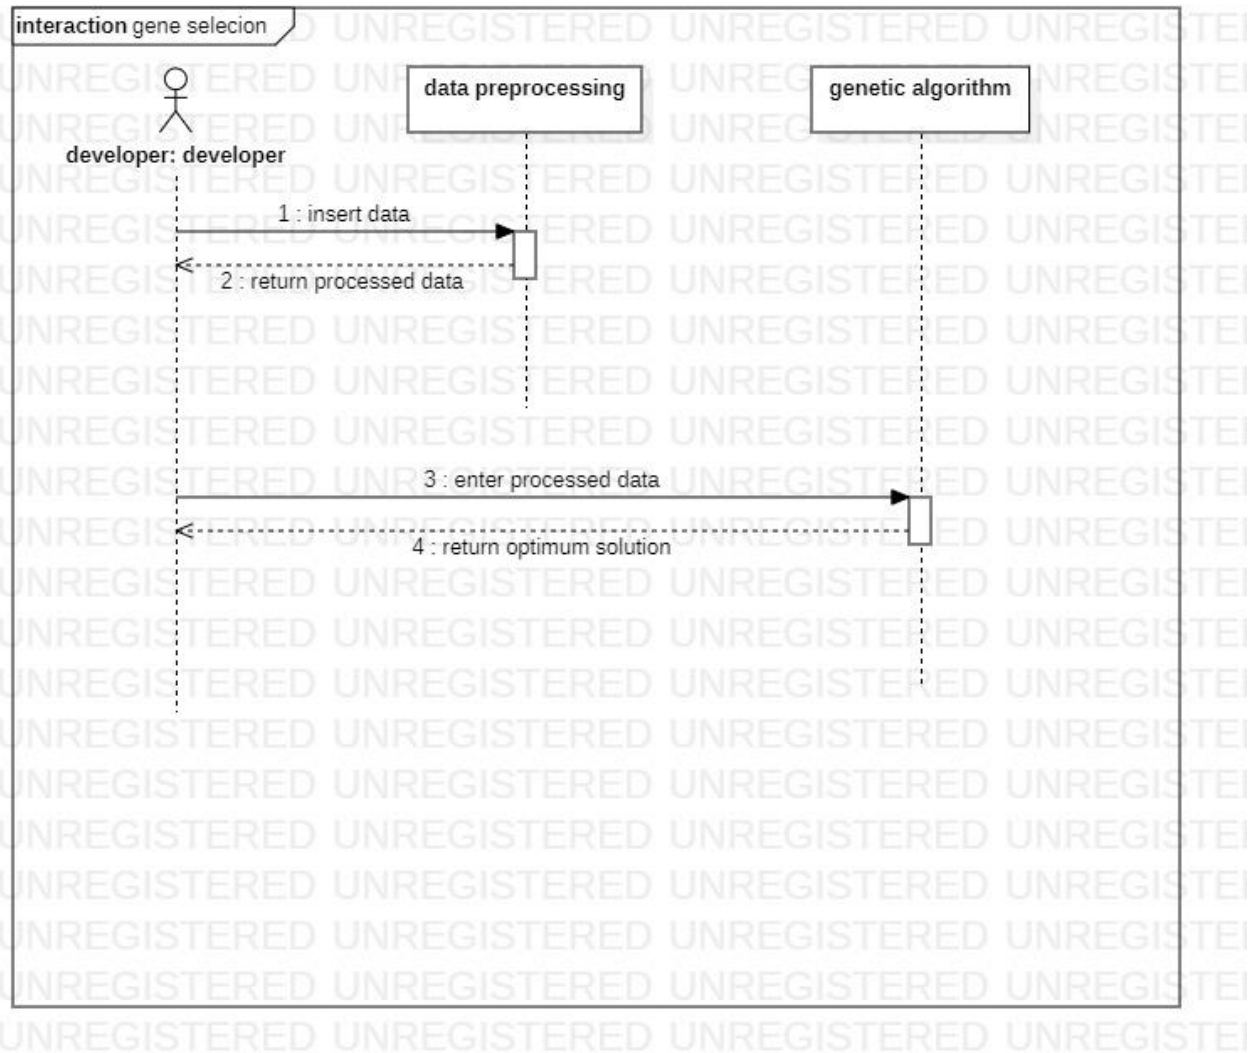 interaction gene selecion
data preprocessing
genetic algorithm
developer: developer
1 : insert data
2 : return processed data
3 : enter processed data
4 : return optimum solution
UNREGISTERED